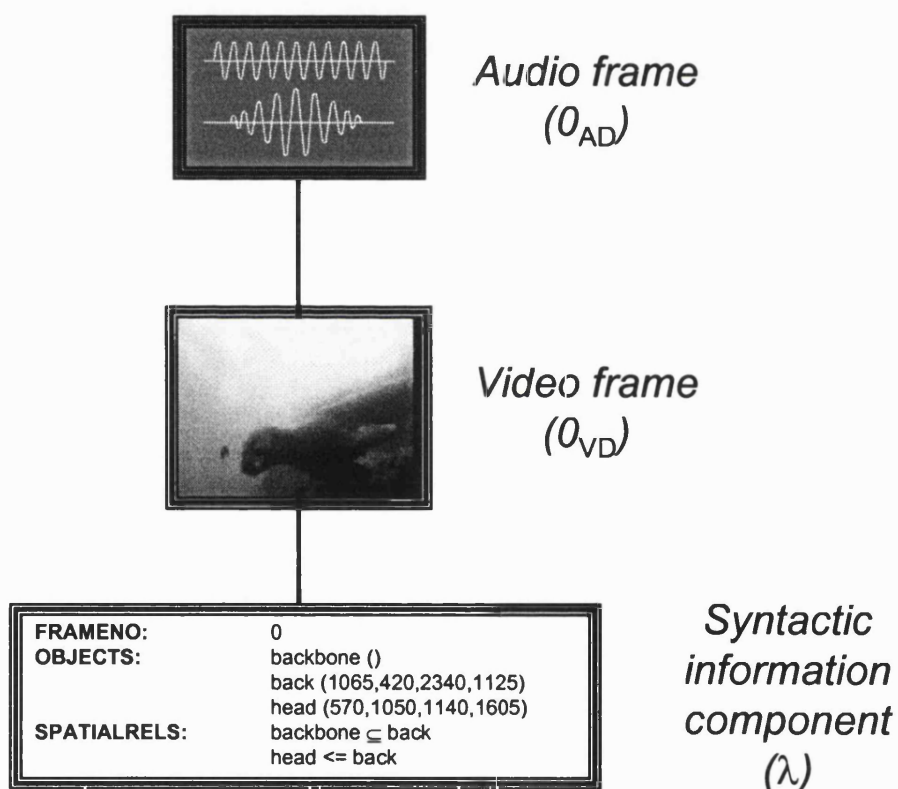 Audio frame
(0AD)
Video frame
(0VD)
FRAMENO: 0
OBJECTS: backbone ()
back (1065,420,2340,1125)
head (570,1050,1140,1605)
SPATIALRELS: backbone ⊆ back
head <= back
Syntactic
information
component
(λ)